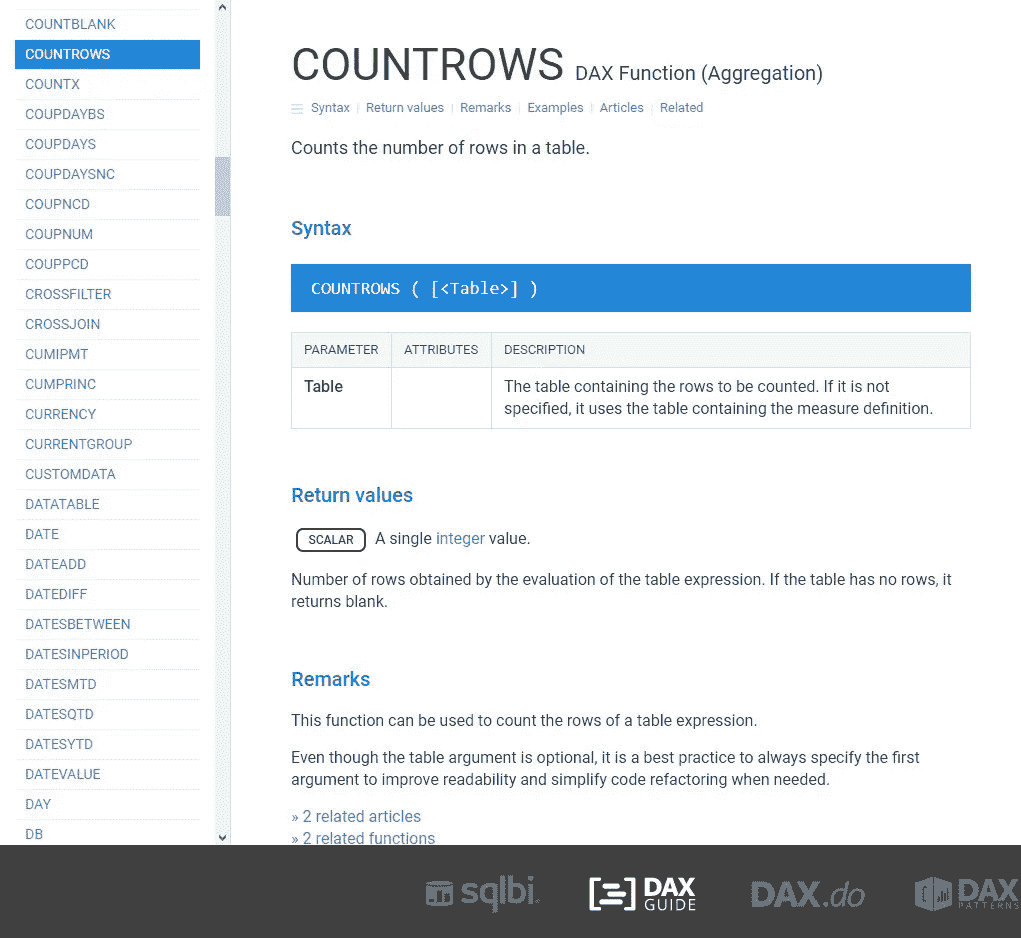 COUNTBLANK
COUNTROWS
COUNTX
COUPDAYBS
COUPDAYS
COUPDAYSNC
COUPNCD
COUPNUM
COUPPCD
CROSSFILTER
CROSSJOIN
CUMIPMT
CUMPRINC
CURRENCY
CURRENTGROUP
CUSTOMDATA
DATATABLE
DATE
DATEADD
DATEDIFF
DATESBETWEEN
DATESINPERIOD
DATESMTD
DATESQTD
DATESYTD
DATEVALUE
DAY
DB
COUNTROWS DAX Function (Aggregation)
Syntax | Return values | Remarks | Examples | Articles | Related
Counts the number of rows in a table.
Syntax
COUNTROWS ( [<Table>] )
PARAMETER ATTRIBUTES DESCRIPTION
Table The table containing the rows to be counted. If it is not
specified, it uses the table containing the measure definition.
Return values
SCALAR A single integer value.
Number of rows obtained by the evaluation of the table expression. If the table has no rows, it
returns blank.
Remarks
This function can be used to count the rows of a table expression.
Even though the table argument is optional, it is a best practice to always specify the first
argument to improve readability and simplify code refactoring when needed.
» 2 related articles
» 2 related functions
sqlbi.
DAX
GUIDE
DAX.do
DAX
PATTERNS